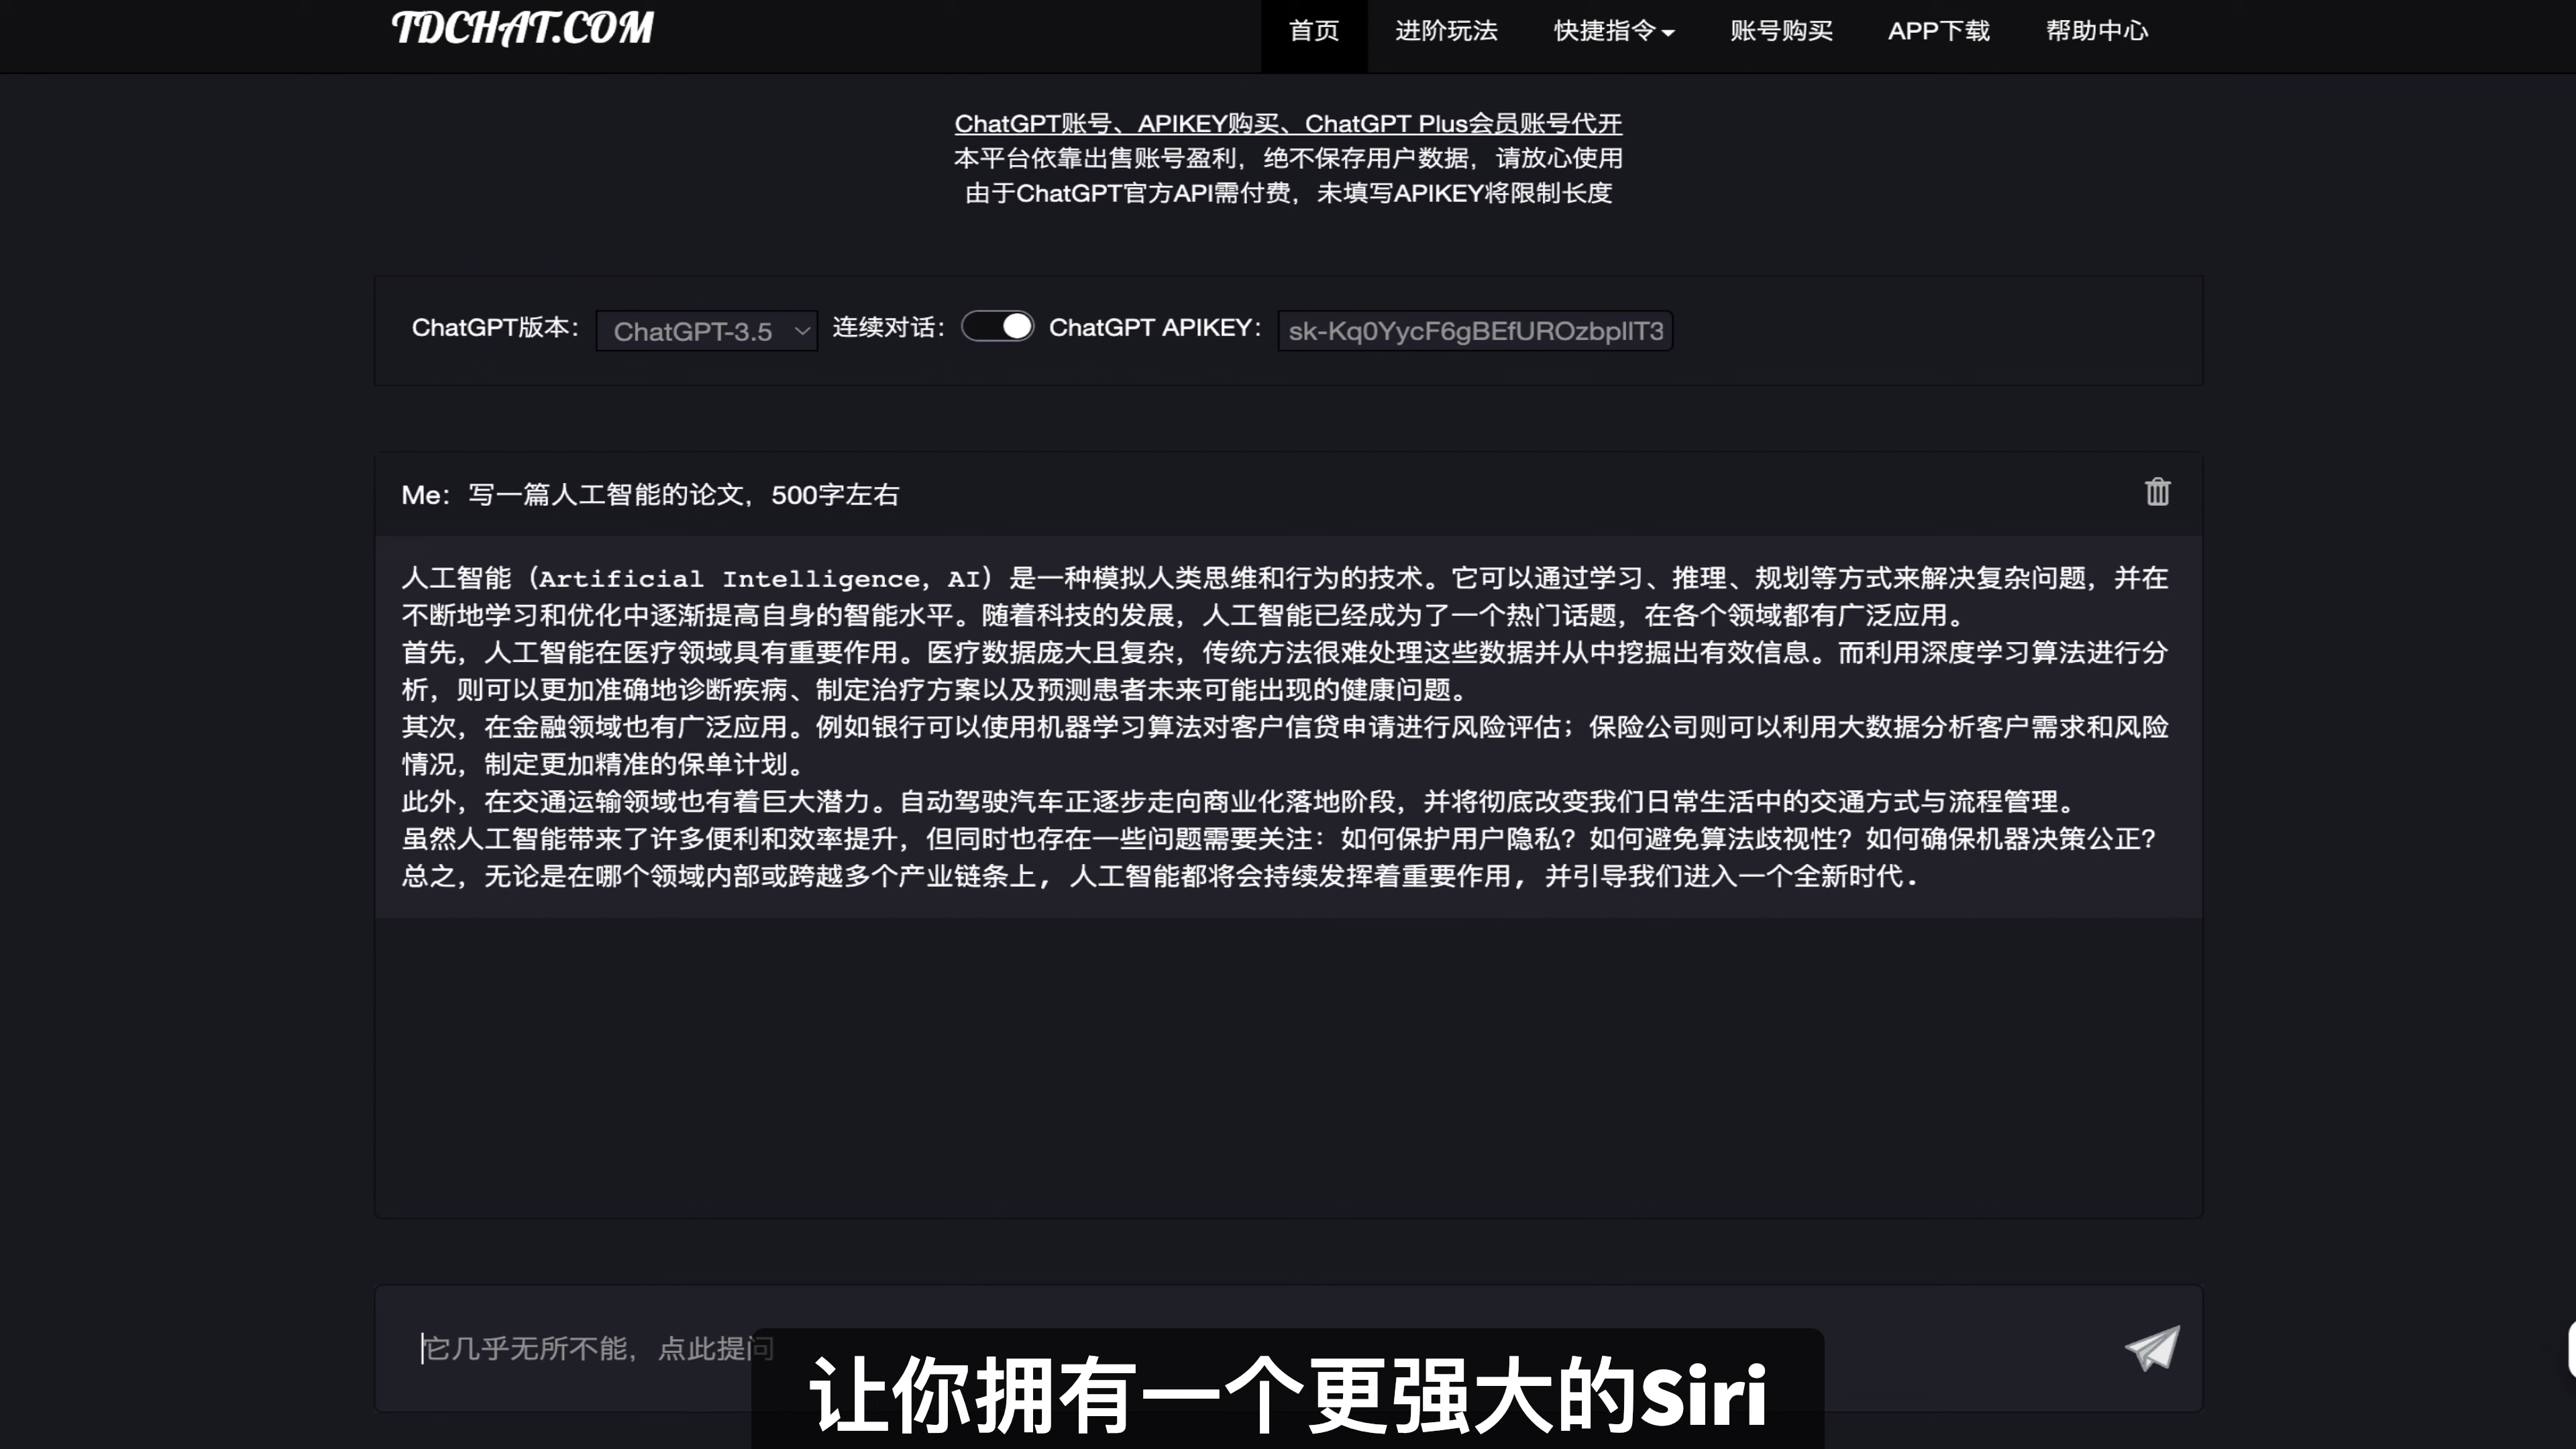 TDCHAT.COM
首页 进阶玩法 快捷指令 账号购买 APP下载 帮助中心
ChatGPT账号、APIKEY购买、ChatGPT Plus会员账号代开
本平台依靠出售账号盈利，绝不保存用户数据，请放心使用
由于ChatGPT官方API需付费，未填写APIKEY将限制长度
ChatGPT版本： ChatGPT-3.5 连续对话： ChatGPT APIKEY： sk-Kq0YycF6gBEfUROzbpllT3
Me：写一篇人工智能的论文，500字左右
人工智能（Artificial Intelligence，AI）是一种模拟人类思维和行为的技术。它可以通过学习、推理、规划等方式来解决复杂问题，并在
不断地学习和优化中逐渐提高自身的智能水平。随着科技的发展，人工智能已经成为了一个热门话题，在各个领域都有广泛应用。
首先，人工智能在医疗领域具有重要作用。医疗数据庞大且复杂，传统方法很难处理这些数据并从中挖掘出有效信息。而利用深度学习算法进行分
析，则可以更加准确地诊断疾病、制定治疗方案以及预测患者未来可能出现的健康问题。
其次，在金融领域也有广泛应用。例如银行可以使用机器学习算法对客户信贷申请进行风险评估；保险公司则可以利用大数据分析客户需求和风险
情况，制定更加精准的保单计划。
此外，在交通运输领域也有着巨大潜力。自动驾驶汽车正逐步走向商业化落地阶段，并将彻底改变我们日常生活中的交通方式与流程管理。
虽然人工智能带来了许多便利和效率提升，但同时也存在一些问题需要关注：如何保护用户隐私？如何避免算法歧视性？如何确保机器决策公正？
总之，无论是在哪个领域内部或跨越多个产业链条上, 人工智能都将会持续发挥着重要作用, 并引导我们进入一个全新时代.
它几乎无所不能，点此提问
让你拥有一个更强大的Siri